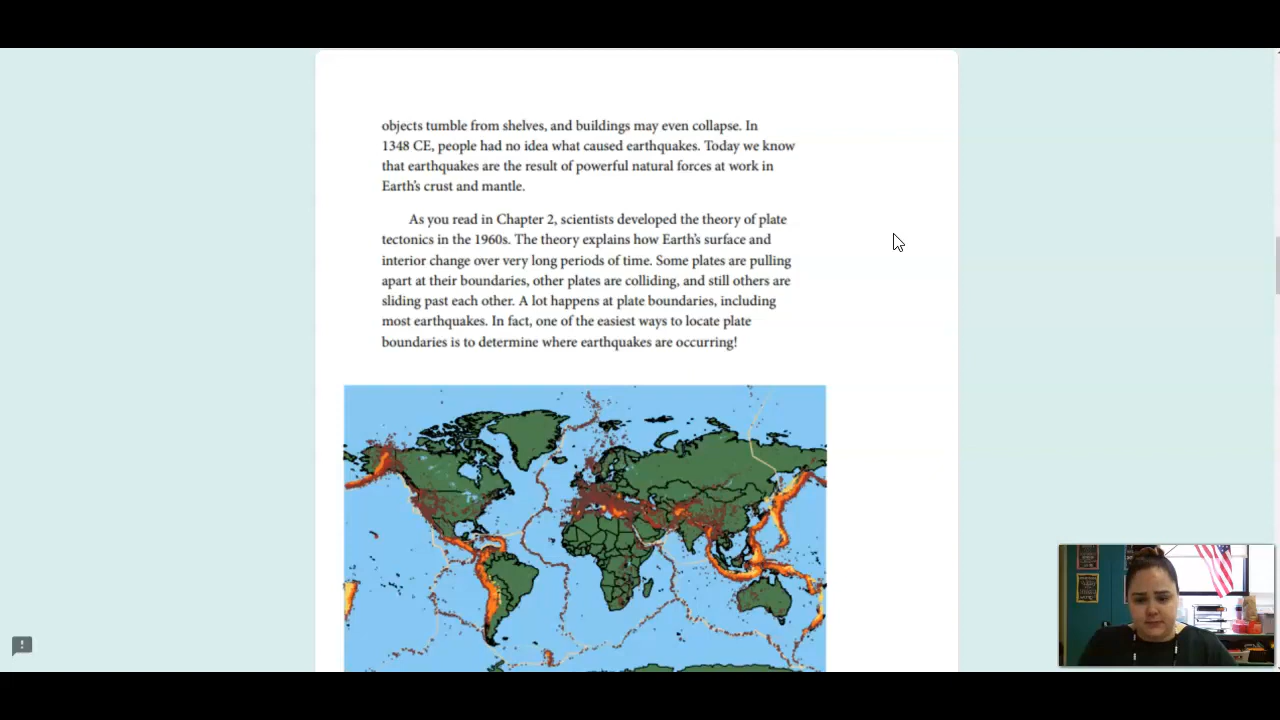 objects tumble from shelves, and buildings may even collapse. In
1348 CE, people had no idea what caused earthquakes. Today we know
that earthquakes are the result of powerful natural forces at work in
Earth's crust and mantle.
As you read in Chapter 2, scientists developed the theory of plate
tectonics in the 1960s. The theory explains how Earth's surface and
interior change over very long periods of time. Some plates are pulling
apart at their boundaries, other plates are colliding, and still others are
sliding past each other. A lot happens at plate boundaries, including
most earthquakes. In fact, one of the easiest ways to locate plate
boundaries is to determine where earthquakes are occurring!